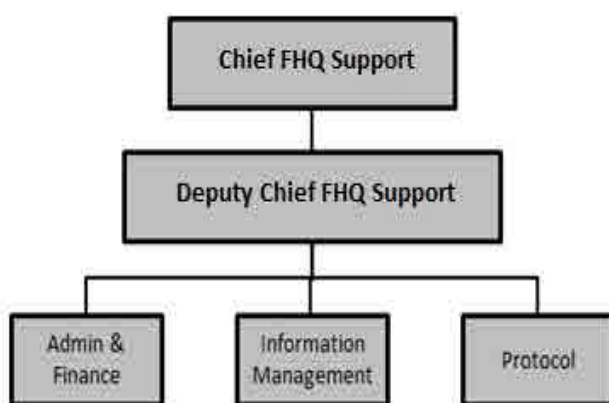 Chief FHQ Support
Deputy Chief FHQ Support
Admin &
Finance
Information
Management
Protocol